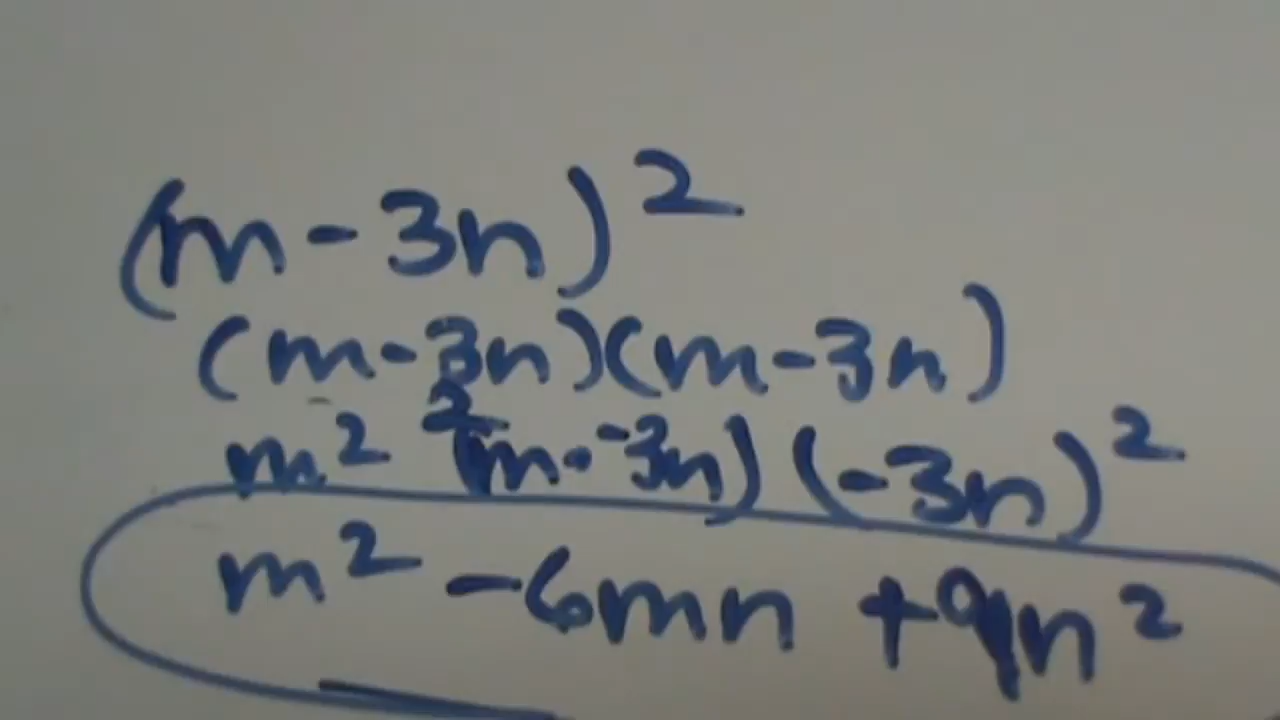 (m-3n)²
(m-3n)(m-3n)
m² 2(m·-3n) (-3n)²
m² -6mn +9n²